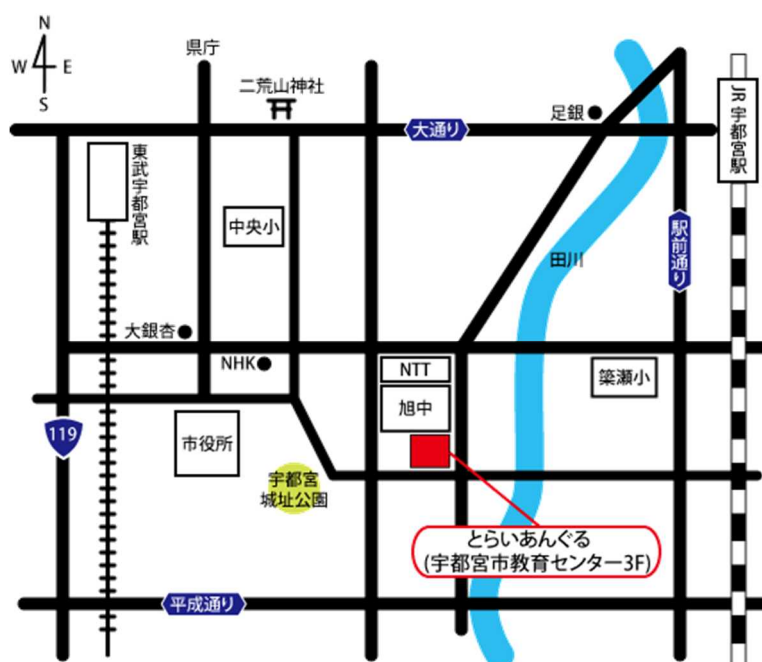 N
W
E
S
県庁
二荒山神社
足銀
大通り
JR宇都宮駅
東武宇都宮駅
中央小
田川
駅前通り
大銀杏
NHK
NTT
簗瀬小
旭中
119
市役所
宇都宮
城址公園
とらいあんぐる
(宇都宮市教育センター3F)
平成通り